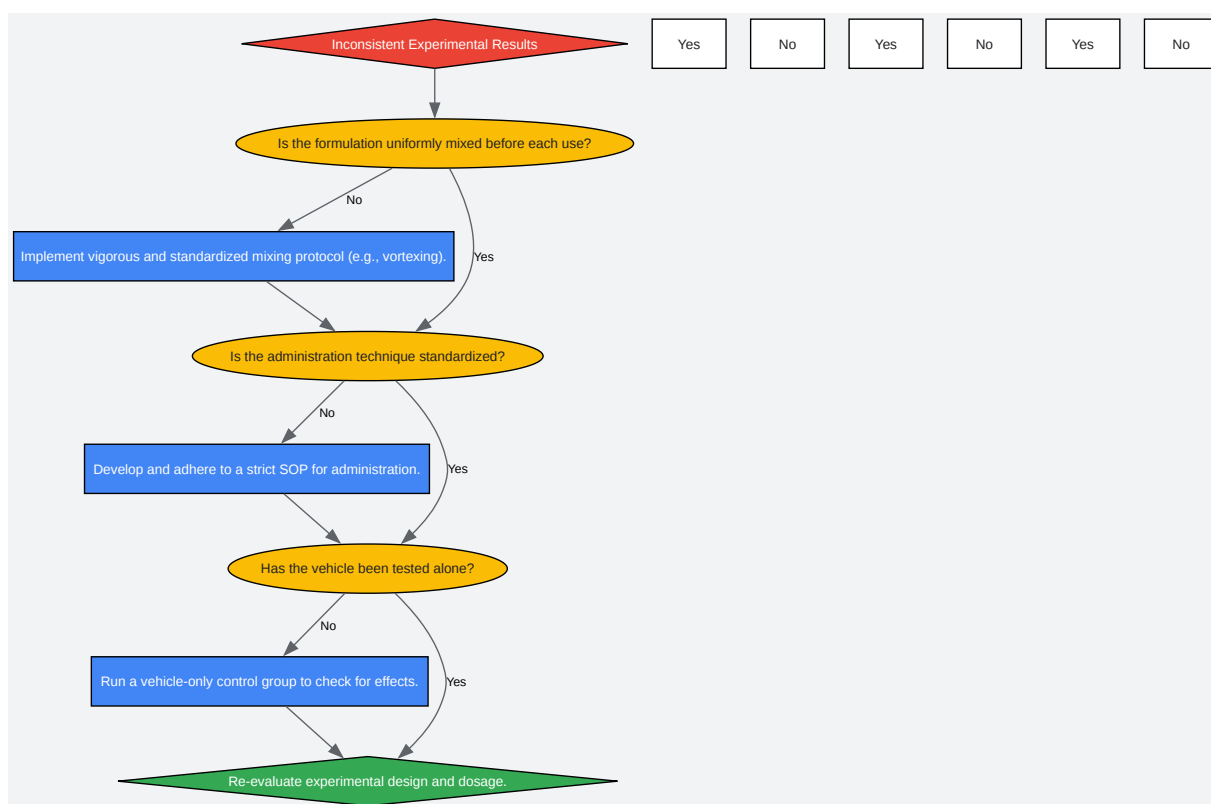 Inconsistent Experimental Results
Yes
No
Yes
No
Yes
No
Is the formulation uniformly mixed before each use?
No
Implement vigorous and standardized mixing protocol (e.g., vortexing).
Yes
Is the administration technique standardized?
No
Develop and adhere to a strict SOP for administration.
Yes
Has the vehicle been tested alone?
No
Run a vehicle-only control group to check for effects.
Yes
Re-evaluate experimental design and dosage.